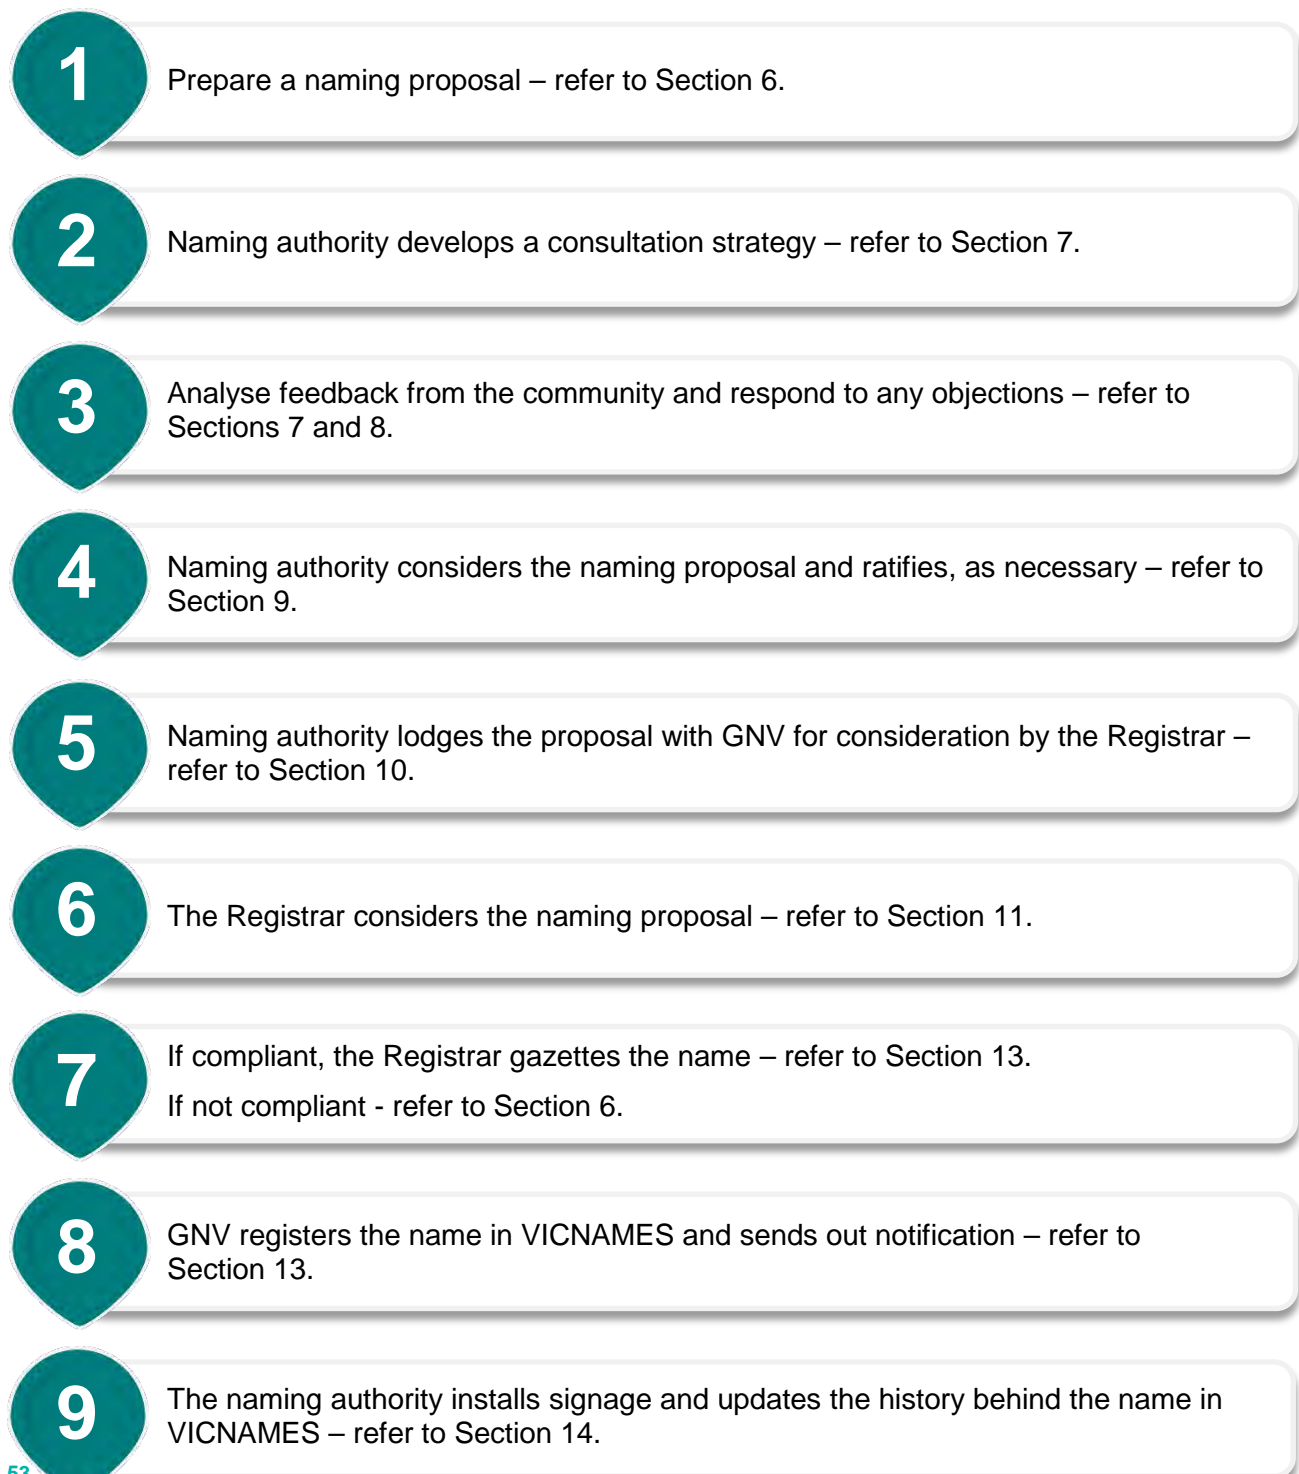 1
Prepare a naming proposal – refer to Section 6.
2
Naming authority develops a consultation strategy – refer to Section 7.
3
Analyse feedback from the community and respond to any objections – refer to
Sections 7 and 8.
4
Naming authority considers the naming proposal and ratifies, as necessary – refer to
Section 9.
5
Naming authority lodges the proposal with GNV for consideration by the Registrar –
refer to Section 10.
6
The Registrar considers the naming proposal – refer to Section 11.
7
If compliant, the Registrar gazettes the name – refer to Section 13.
If not compliant - refer to Section 6.
8
GNV registers the name in VICNAMES and sends out notification – refer to
Section 13.
9
The naming authority installs signage and updates the history behind the name in
VICNAMES – refer to Section 14.
53